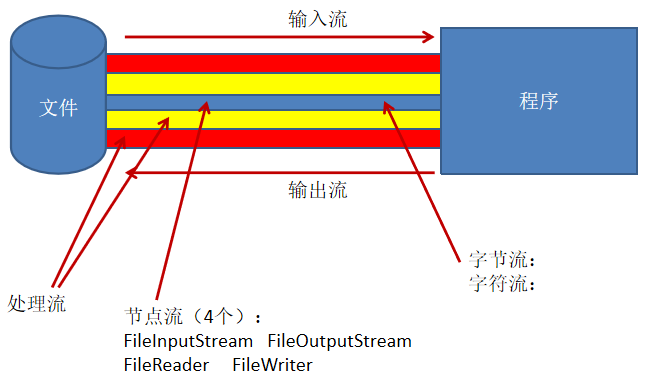 输入流
文件
程序
输出流
字节流：
字符流：
处理流
节点流（4个）：
FileInputStream FileOutputStream
FileReader FileWriter